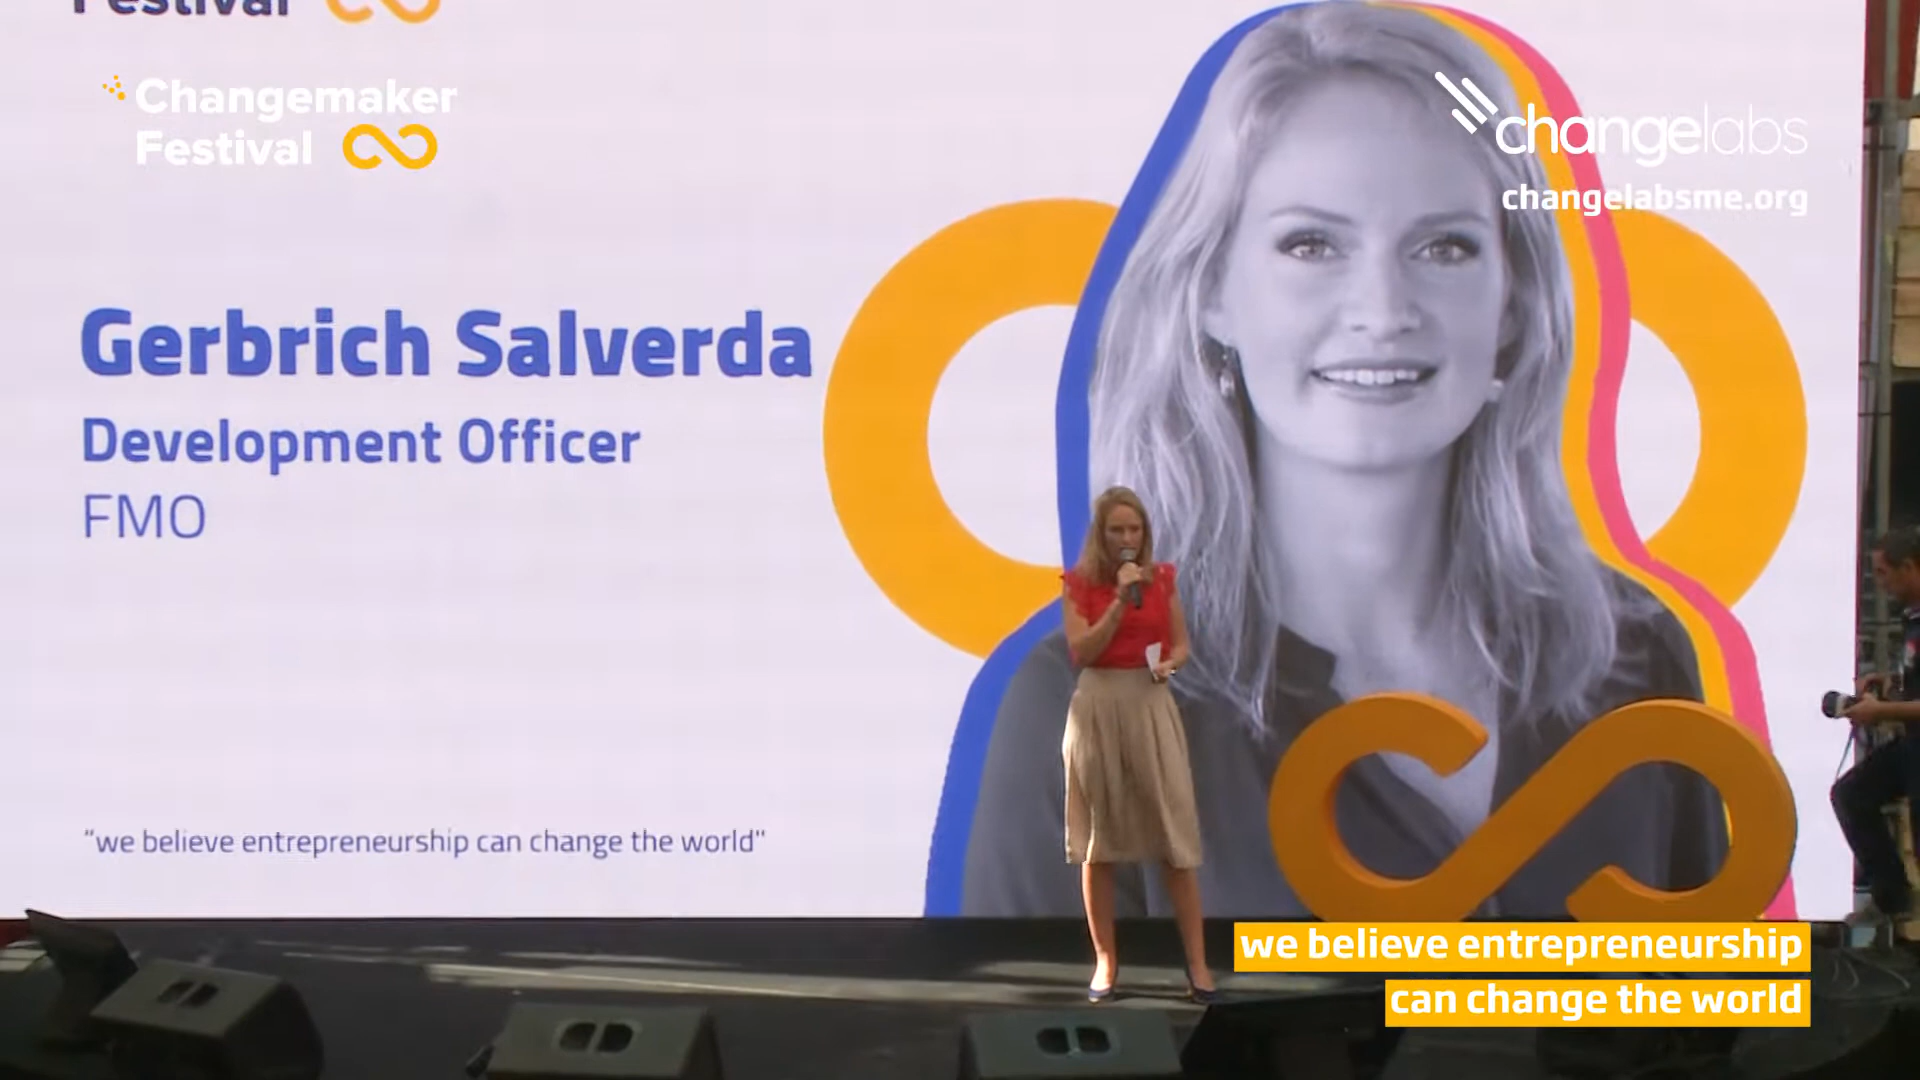 Festival
Changemaker
Festival
changelabs
changelabsme.org
Gerbrich Salverda
Development Officer
FMO
“we believe entrepreneurship can change the world"
we believe entrepreneurship
can change the world